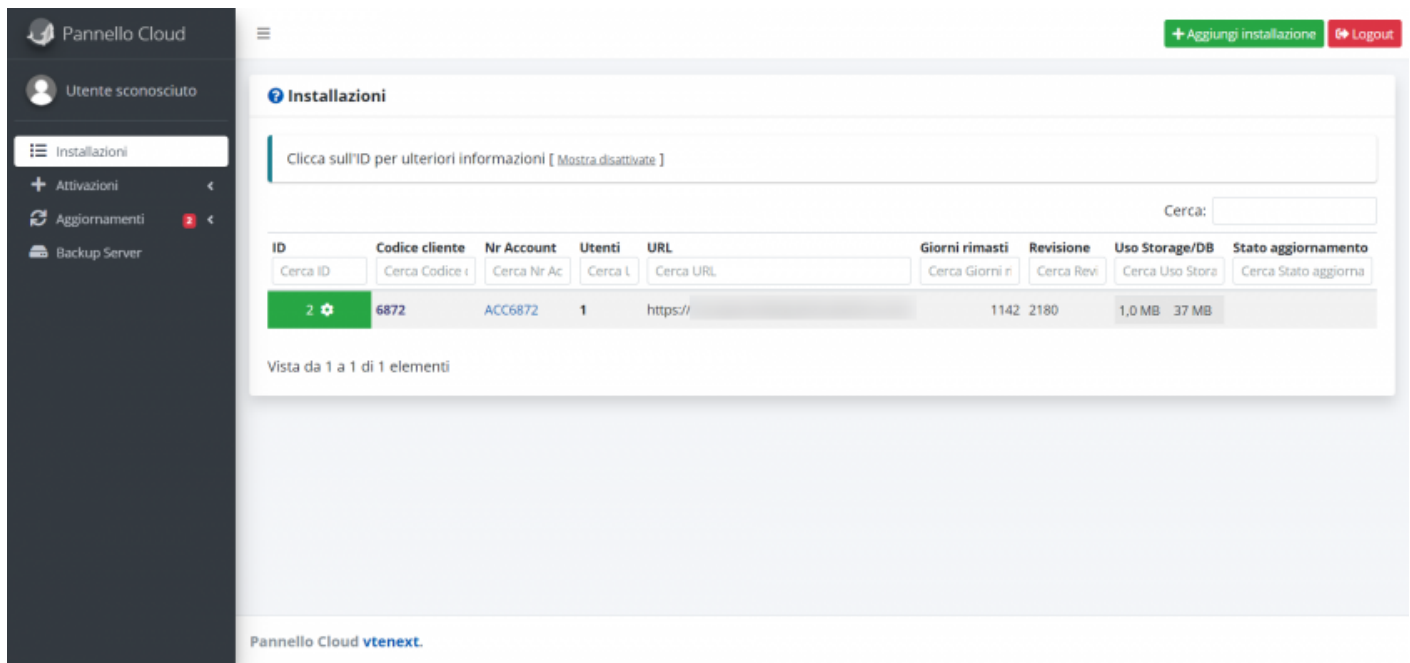 Pannello Cloud
+ Aggiungi installazione
Logout
Utente sconosciuto
Installazioni
Attivazioni
Aggiornamenti 2
Backup Server
Installazioni
Clicca sull'ID per ulteriori informazioni [ Mostra disattivate ]
Cerca:
ID Codice cliente Nr Account Utenti URL Giorni rimasti Revisione Uso Storage/DB Stato aggiornamento
Cerca ID Cerca Codice Cerca Nr Ac Cerca Cerca URL Cerca Giorni Cerca Revi Cerca Uso Stora Cerca Stato aggiorna
2 6872 ACC6872 1 https:// 1142 2180 1,0 MB 37 MB
Vista da 1 a 1 di 1 elementi
Pannello Cloud vtenext.